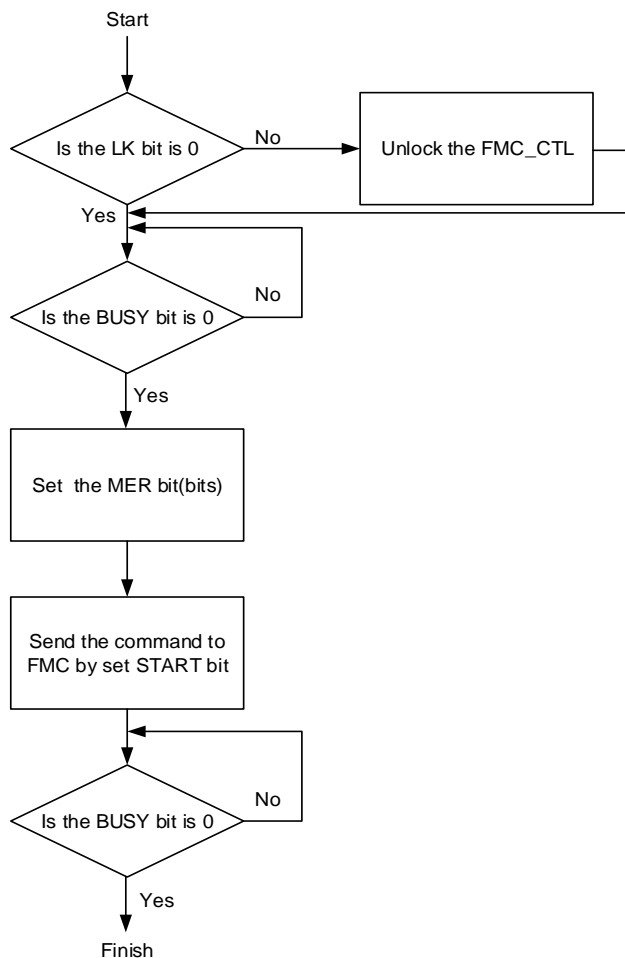 Start
Is the LK bit is 0
No
Unlock the FMC_CTL
Yes
Is the BUSY bit is 0
No
Yes
Set the MER bit(bits)
Send the command to
FMC by set START bit
Is the BUSY bit is 0
No
Yes
Finish